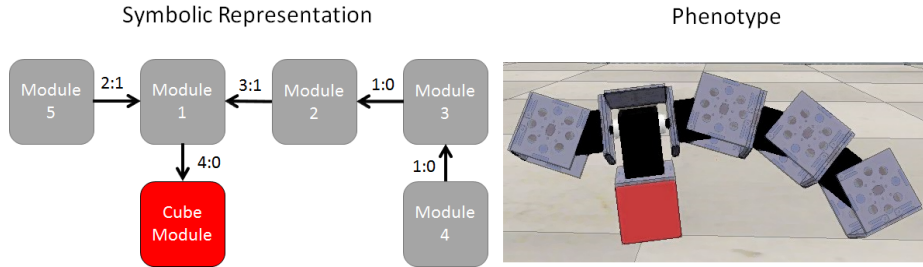 Symbolic Representation
Phenotype
2:1
3:1
1:0
Module
5
Module
1
Module
2
Module
3
4:0
1:0
Cube
Module
Module
4